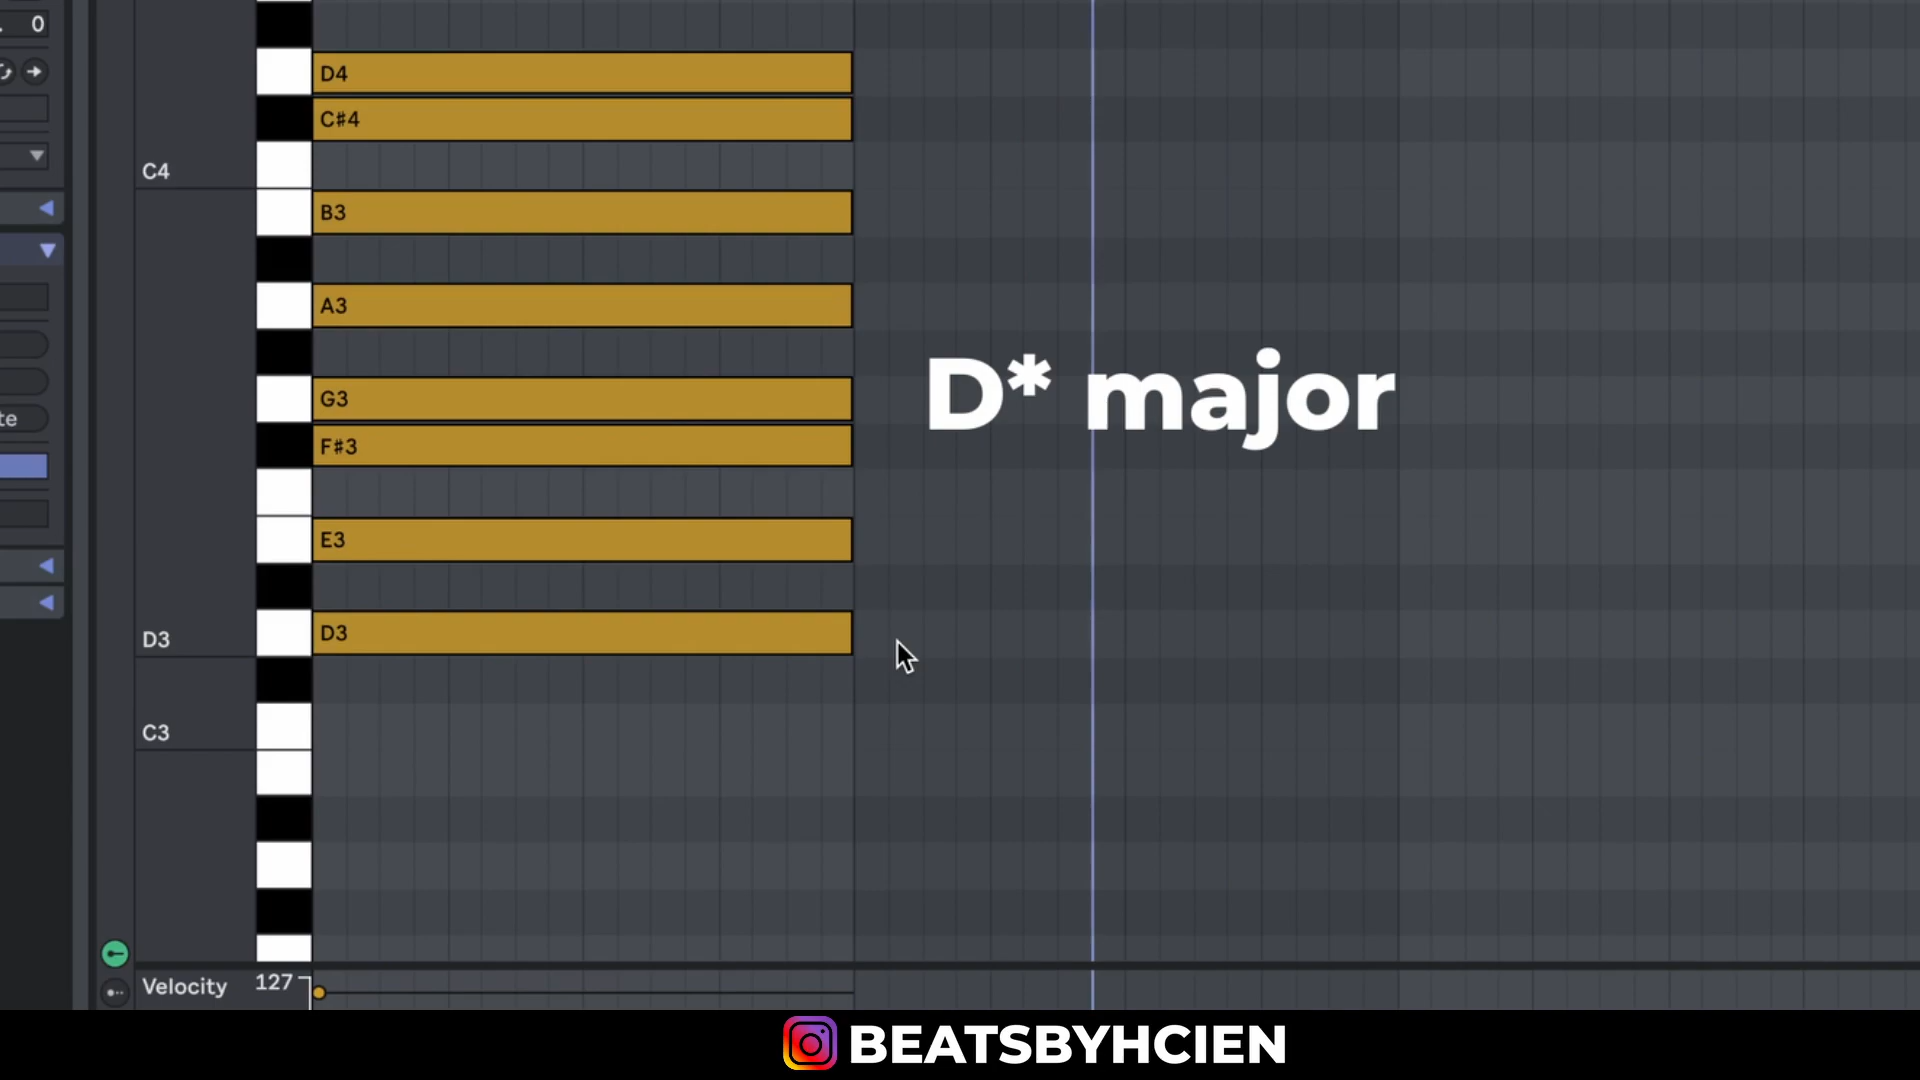 . 0
D4
C#4
C4
B3
A3
G3
D* major
te
F#3
E3
D3
D3
C3
Velocity 127
BEATSBYHCIEN